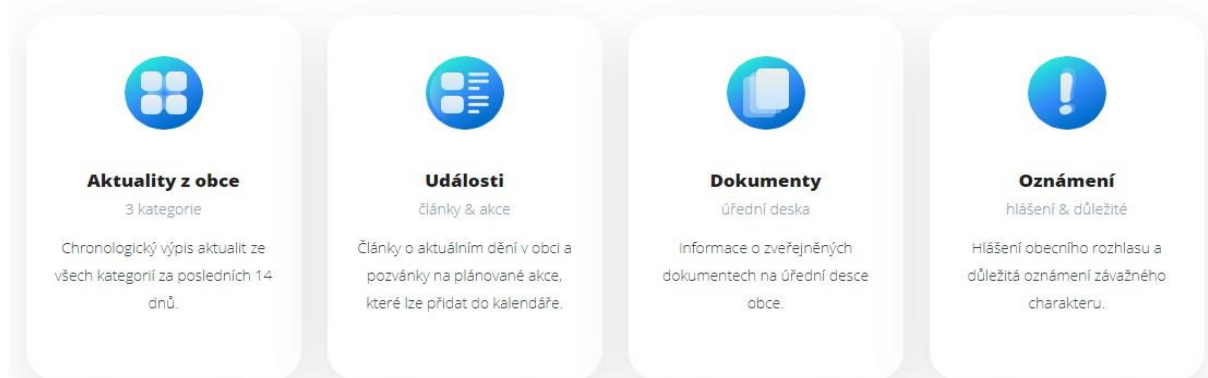 Aktuality z obce
3 kategorie
Chronologický výpis aktualit ze
všech kategorií za posledních 14
dnů.
Události
články & akce
Články o aktuálním dění v obci a
pozvánky na plánované akce,
které lze přidat do kalendáře.
Dokumenty
úřední deska
Informace o zveřejněných
dokumentech na úřední desce
obce.
Oznámení
hlášení & důležité
Hlášení obecního rozhlasu a
důležitá oznámení závažného
charakteru.